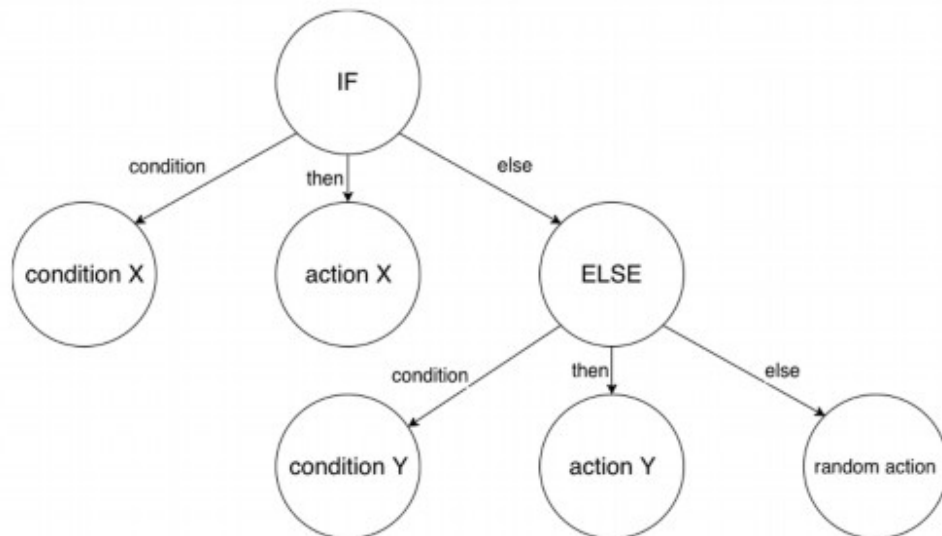 IF
condition
then
else
condition X
action X
ELSE
condition
then
else
condition Y
action Y
random action